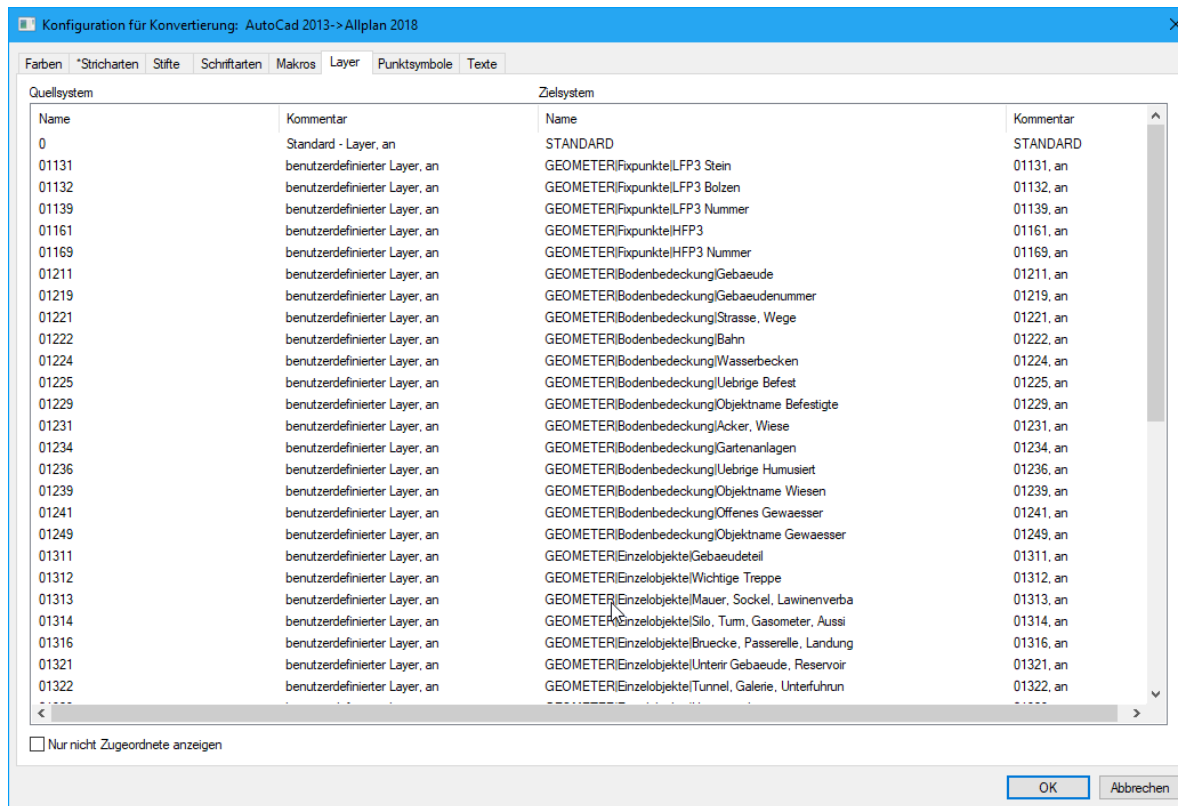 Konfiguration für Konvertierung: AutoCad 2013->Allplan 2018
Farben *Stricharten Stifte Schriftarten Makros Layer Punktsymbole Texte
Quellsystem Zielsystem
Name Kommentar Name Kommentar
0 Standard - Layer, an STANDARD STANDARD
01131 benutzerdefinierter Layer, an GEOMETER|Fixpunkte|LFP3 Stein 01131, an
01132 benutzerdefinierter Layer, an GEOMETER|Fixpunkte|LFP3 Bolzen 01132, an
01139 benutzerdefinierter Layer, an GEOMETER|Fixpunkte|LFP3 Nummer 01139, an
01161 benutzerdefinierter Layer, an GEOMETER|Fixpunkte|HFP3 01161, an
01169 benutzerdefinierter Layer, an GEOMETER|Fixpunkte|HFP3 Nummer 01169, an
01211 benutzerdefinierter Layer, an GEOMETER|Bodenbedeckung|Gebaeude 01211, an
01219 benutzerdefinierter Layer, an GEOMETER|Bodenbedeckung|Gebaeudenummer 01219, an
01221 benutzerdefinierter Layer, an GEOMETER|Bodenbedeckung|Strasse, Wege 01221, an
01222 benutzerdefinierter Layer, an GEOMETER|Bodenbedeckung|Bahn 01222, an
01224 benutzerdefinierter Layer, an GEOMETER|Bodenbedeckung|Wasserbecken 01224, an
01225 benutzerdefinierter Layer, an GEOMETER|Bodenbedeckung|Uebrige Befest 01225, an
01229 benutzerdefinierter Layer, an GEOMETER|Bodenbedeckung|Objektname Befestigte 01229, an
01231 benutzerdefinierter Layer, an GEOMETER|Bodenbedeckung|Acker, Wiese 01231, an
01234 benutzerdefinierter Layer, an GEOMETER|Bodenbedeckung|Gartenanlagen 01234, an
01236 benutzerdefinierter Layer, an GEOMETER|Bodenbedeckung|Uebrige Humusiert 01236, an
01239 benutzerdefinierter Layer, an GEOMETER|Bodenbedeckung|Objektname Wiesen 01239, an
01241 benutzerdefinierter Layer, an GEOMETER|Bodenbedeckung|Offenes Gewaesser 01241, an
01249 benutzerdefinierter Layer, an GEOMETER|Bodenbedeckung|Objektname Gewaesser 01249, an
01311 benutzerdefinierter Layer, an GEOMETER|Einzelobjekte|Gebaeudeteil 01311, an
01312 benutzerdefinierter Layer, an GEOMETER|Einzelobjekte|Wichtige Treppe 01312, an
01313 benutzerdefinierter Layer, an GEOMETER|Einzelobjekte|Mauer, Sockel, Lawinenverba 01313, an
01314 benutzerdefinierter Layer, an GEOMETER|Einzelobjekte|Silo, Turm, Gasometer, Aussi 01314, an
01316 benutzerdefinierter Layer, an GEOMETER|Einzelobjekte|Bruecke, Passerelle, Landung 01316, an
01321 benutzerdefinierter Layer, an GEOMETER|Einzelobjekte|Unterir Gebaeude, Reservoir 01321, an
01322 benutzerdefinierter Layer, an GEOMETER|Einzelobjekte|Tunnel, Galerie, Unterfuhrun 01322, an
Nur nicht Zugeordnete anzeigen
OK Abbrechen